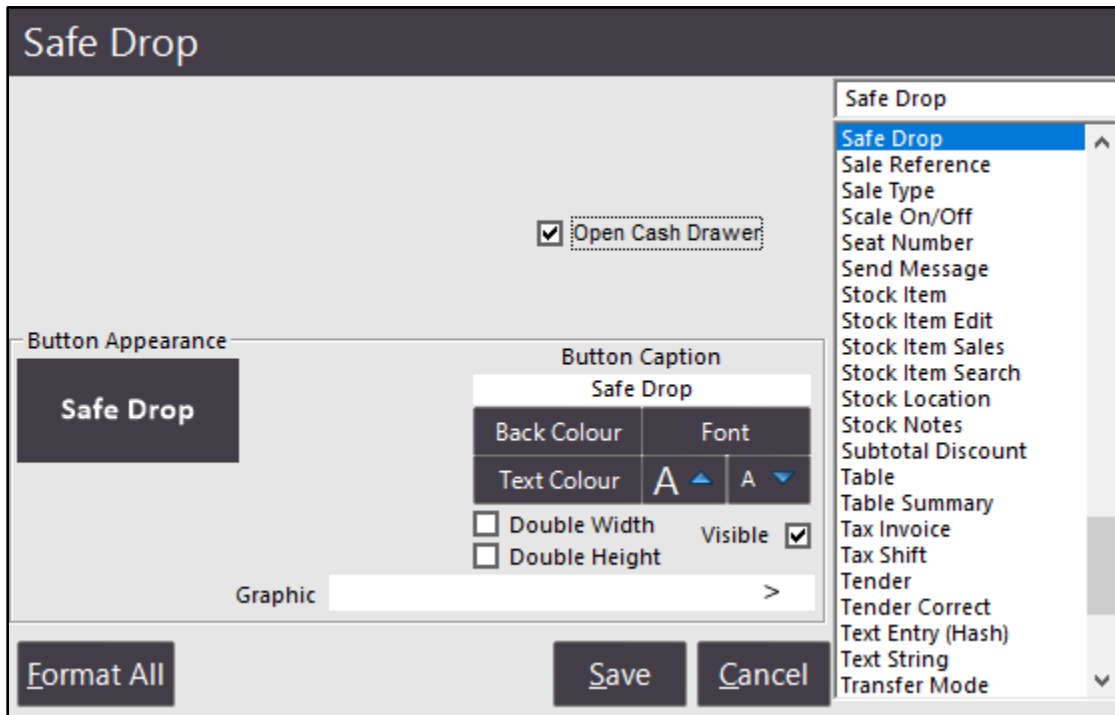 Safe Drop
Open Cash Drawer
Button Appearance
Safe Drop
Button Caption
Safe Drop
Back Colour
Font
Text Colour
A
A
Double Width
Double Height
Visible
Graphic
>
Format All
Save
Cancel
Safe Drop
Safe Drop
Sale Reference
Sale Type
Scale On/Off
Seat Number
Send Message
Stock Item
Stock Item Edit
Stock Item Sales
Stock Item Search
Stock Location
Stock Notes
Subtotal Discount
Table
Table Summary
Tax Invoice
Tax Shift
Tender
Tender Correct
Text Entry (Hash)
Text String
Transfer Mode